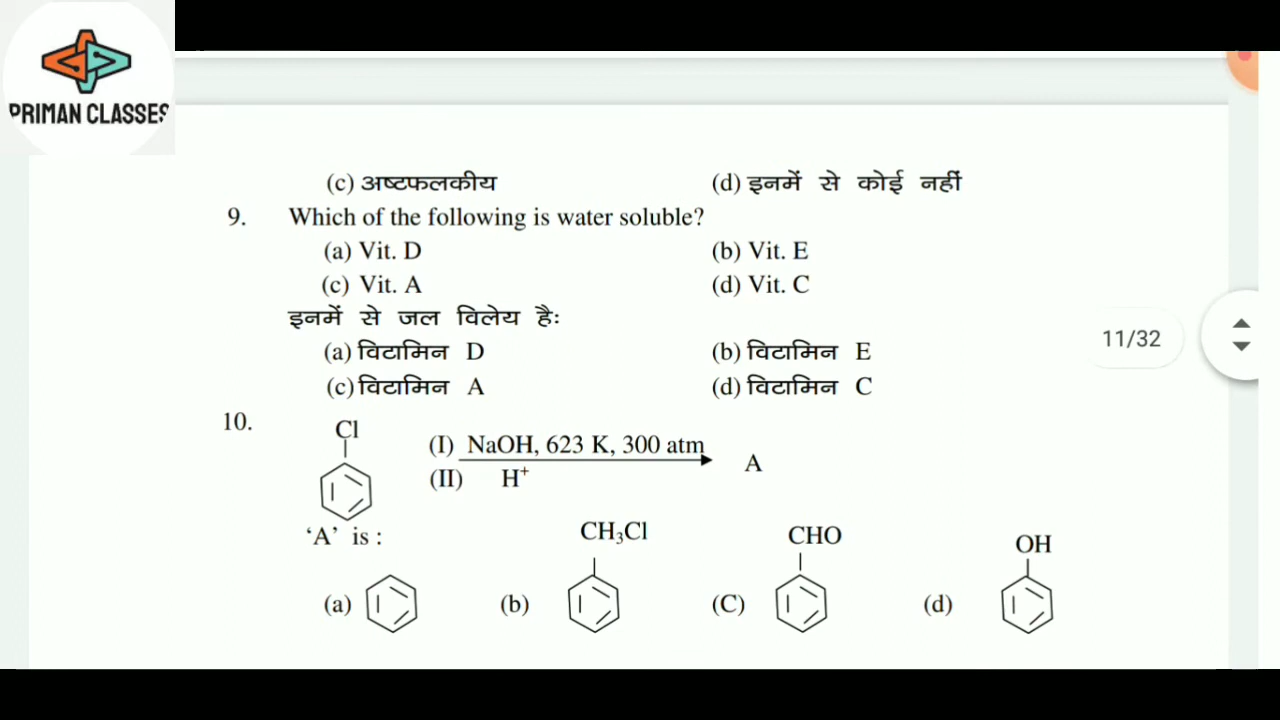 PRIMAN CLASSES
(c) अष्टफलकीय (d) इनमें से कोई नहीं
9. Which of the following is water soluble?
(a) Vit. D (b) Vit. E
(c) Vit. A (d) Vit. C
इनमें से जल विलेय हैः
(a) विटामिन D (b) विटामिन E
11/32
(c) विटामिन A (d) विटामिन C
10.
Cl
(I) NaOH, 623 K, 300 atm
(II) H⁺
A
‘A’ is :
CH₃Cl CHO OH
(a) (b) (C) (d)